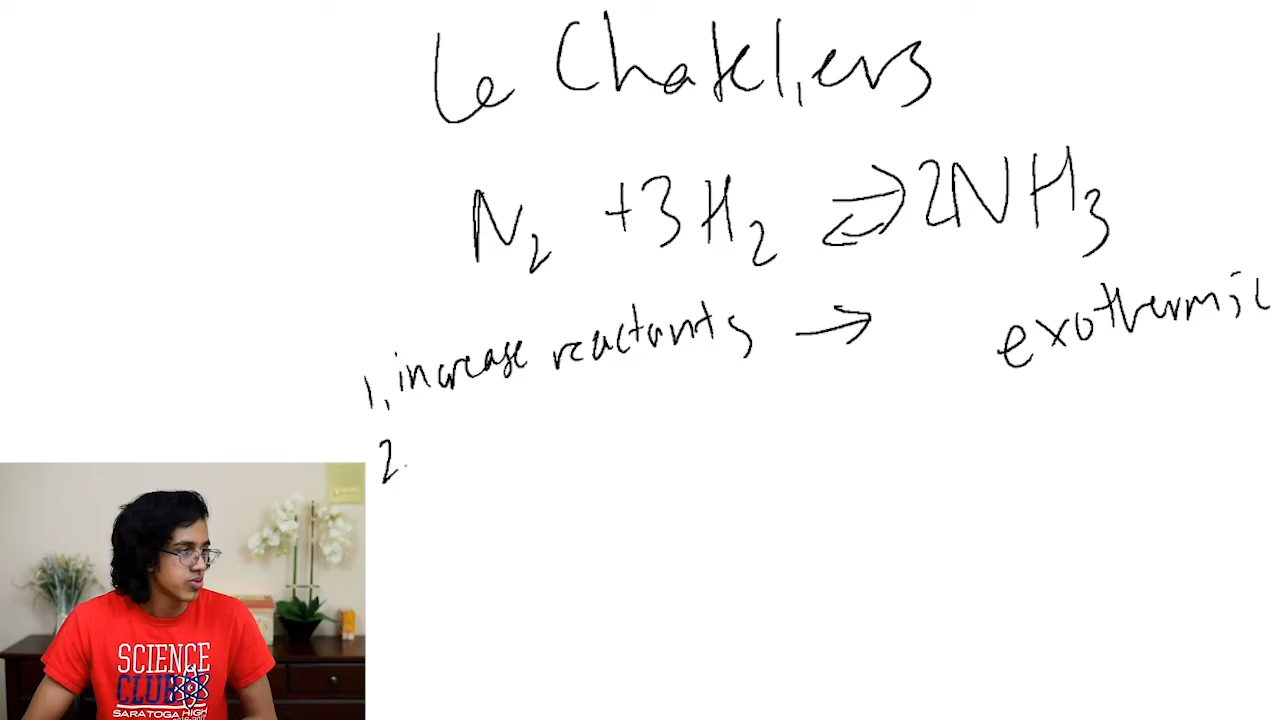 Le Chateliers
N₂ + 3H₂ ⇌ 2NH₃
1. increase reactants → exothermic
2.
SCIENCE
CLUB
SARATOGA HIGH